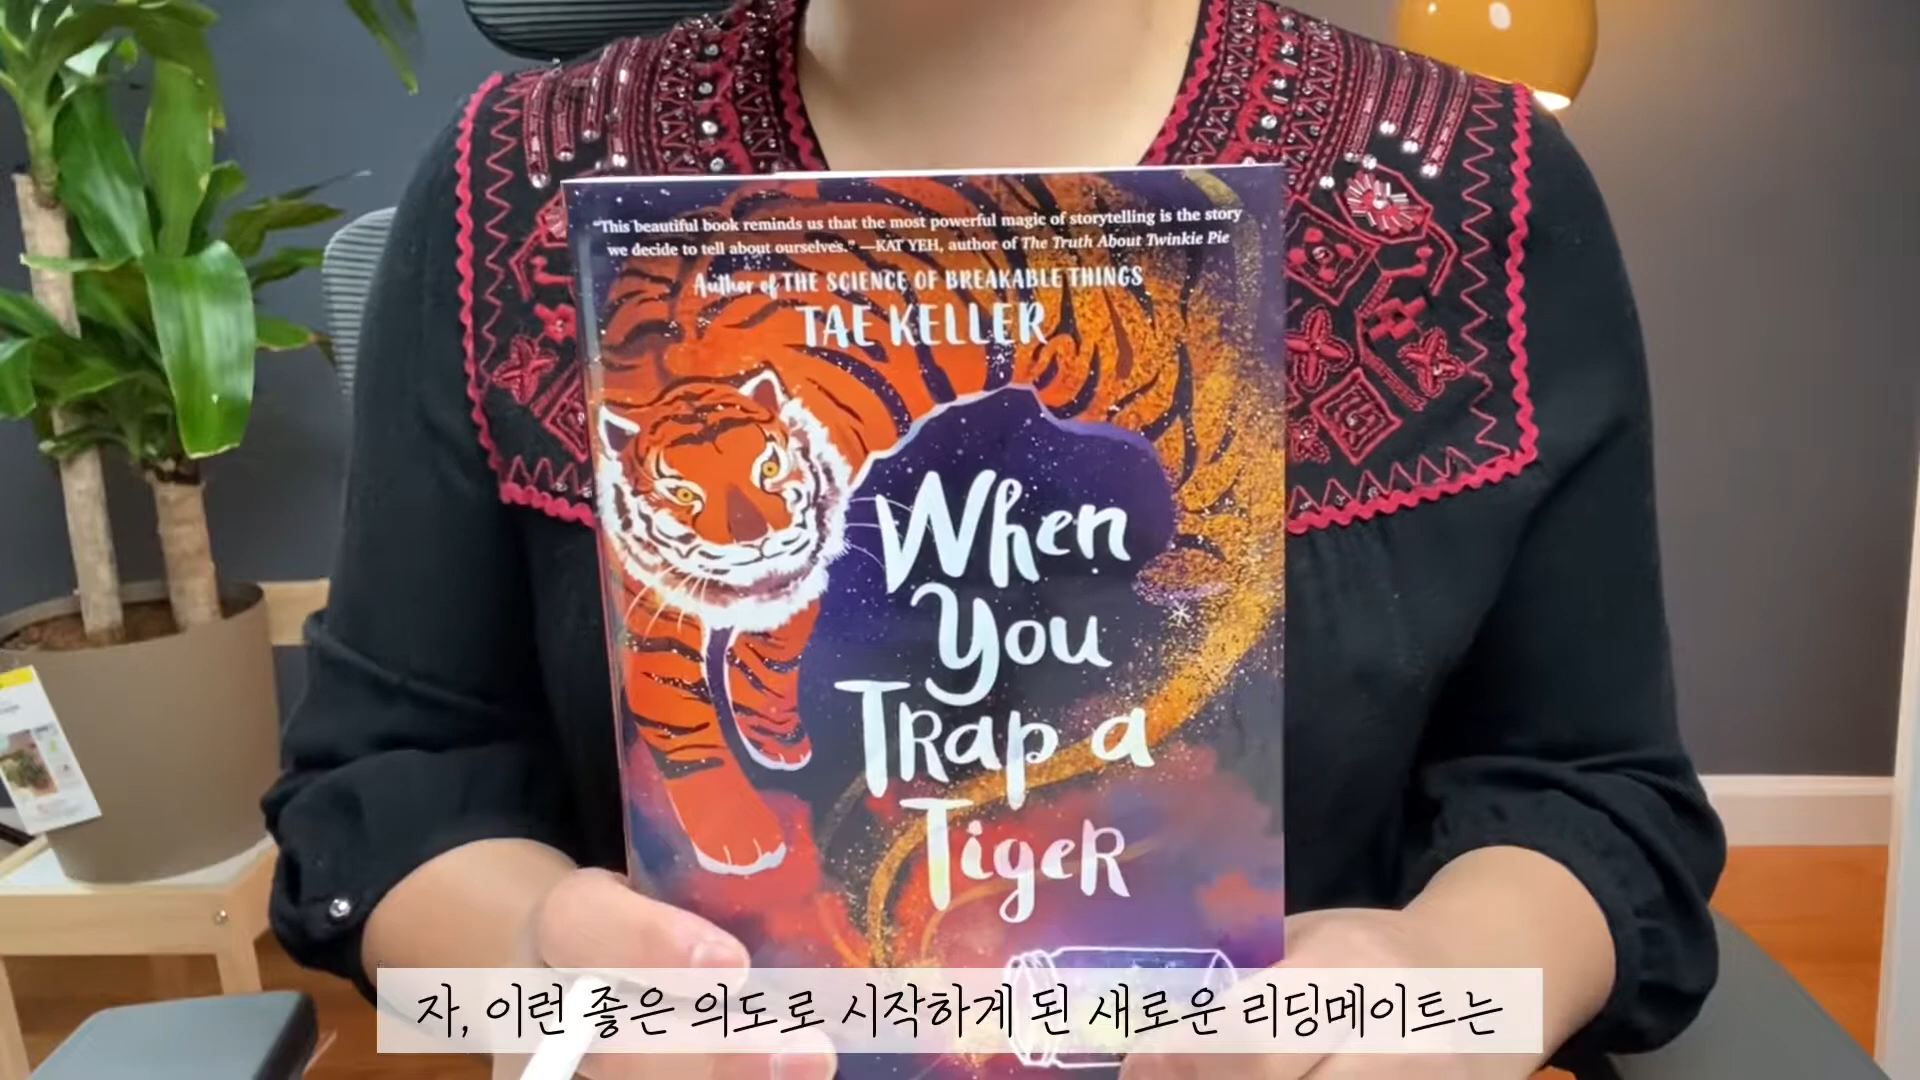 "This beautiful book reminds us that the most powerful magic of storytelling is the story
we decide to tell about ourselves." —KAT YEH, author of The Truth About Twinkie Pie
Author of THE SCIENCE OF BREAKABLE THINGS
TAE KELLER
When
You
TRap a
TigeR
자, 이런 좋은 의도로 시작하게 된 새로운 리딩메이트는